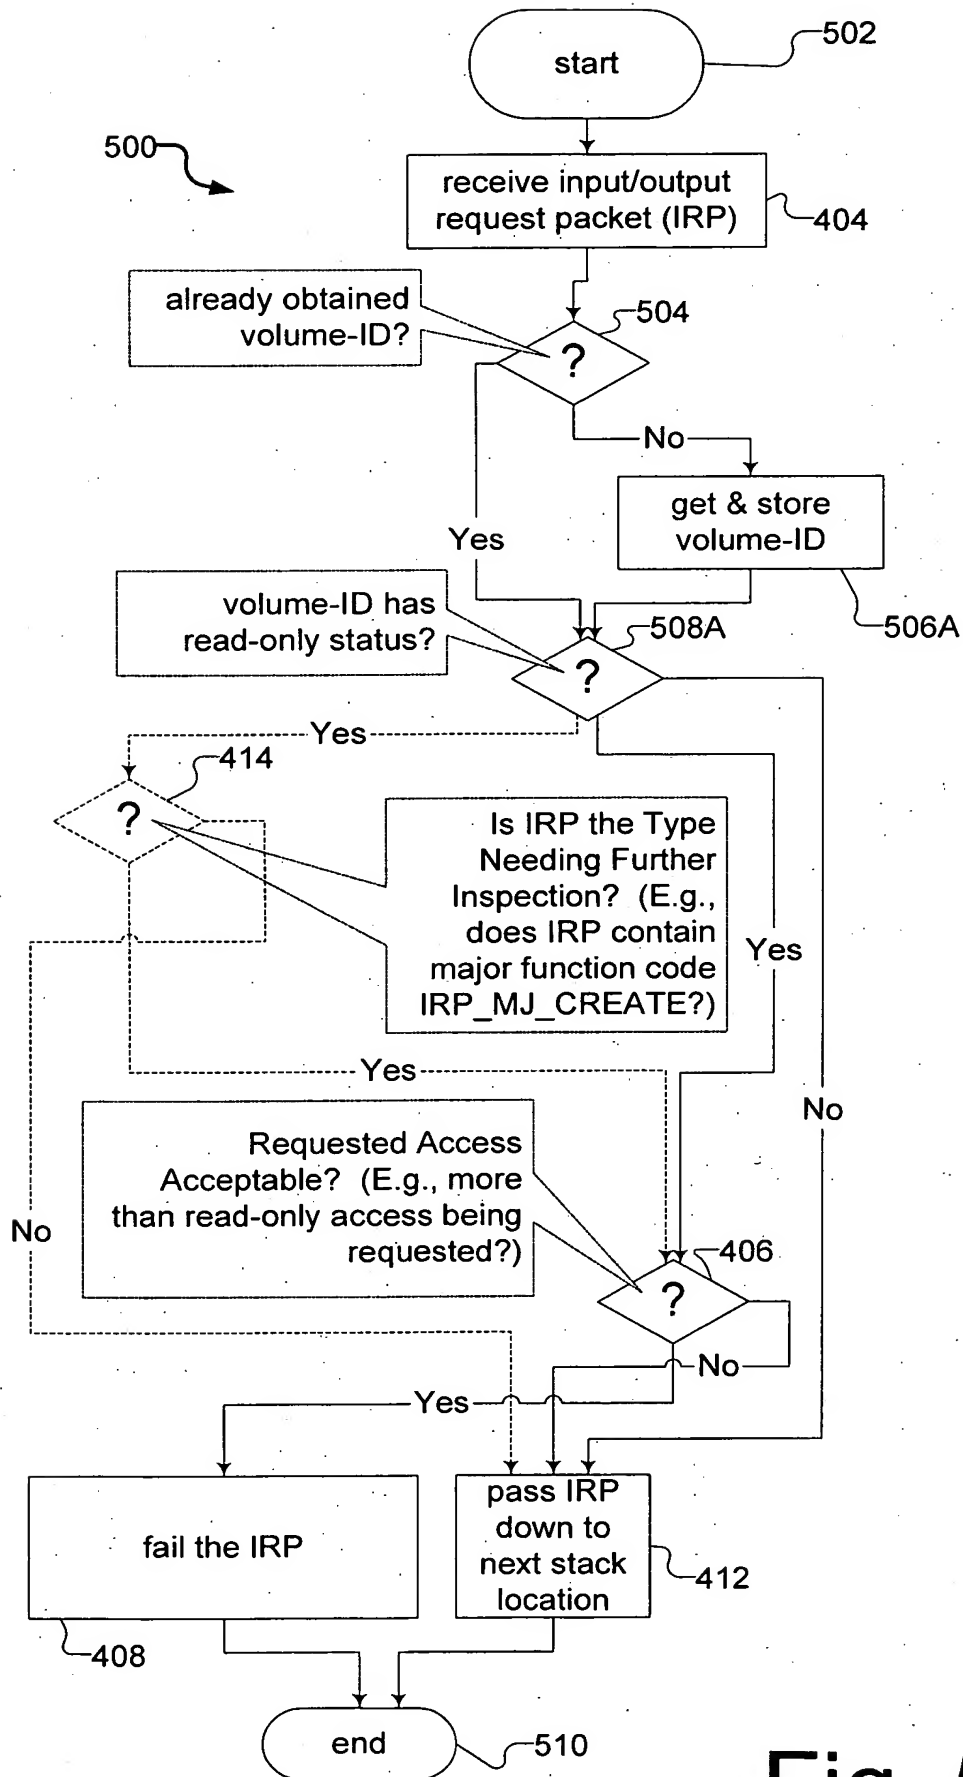 start
502
500
receive input/output
request packet (IRP)
404
already obtained
volume-ID?
504
?
No
get & store
volume-ID
Yes
506A
volume-ID has
read-only status?
508A
?
Yes
414
?
Is IRP the Type
Needing Further
Inspection? (E.g.,
does IRP contain
major function code
IRP_MJ_CREATE?)
Yes
Yes
No
Requested Access
Acceptable? (E.g., more
than read-only access being
requested?)
No
406
?
No
Yes
fail the IRP
408
pass IRP
down to
next stack
location
412
end
510
Fig.